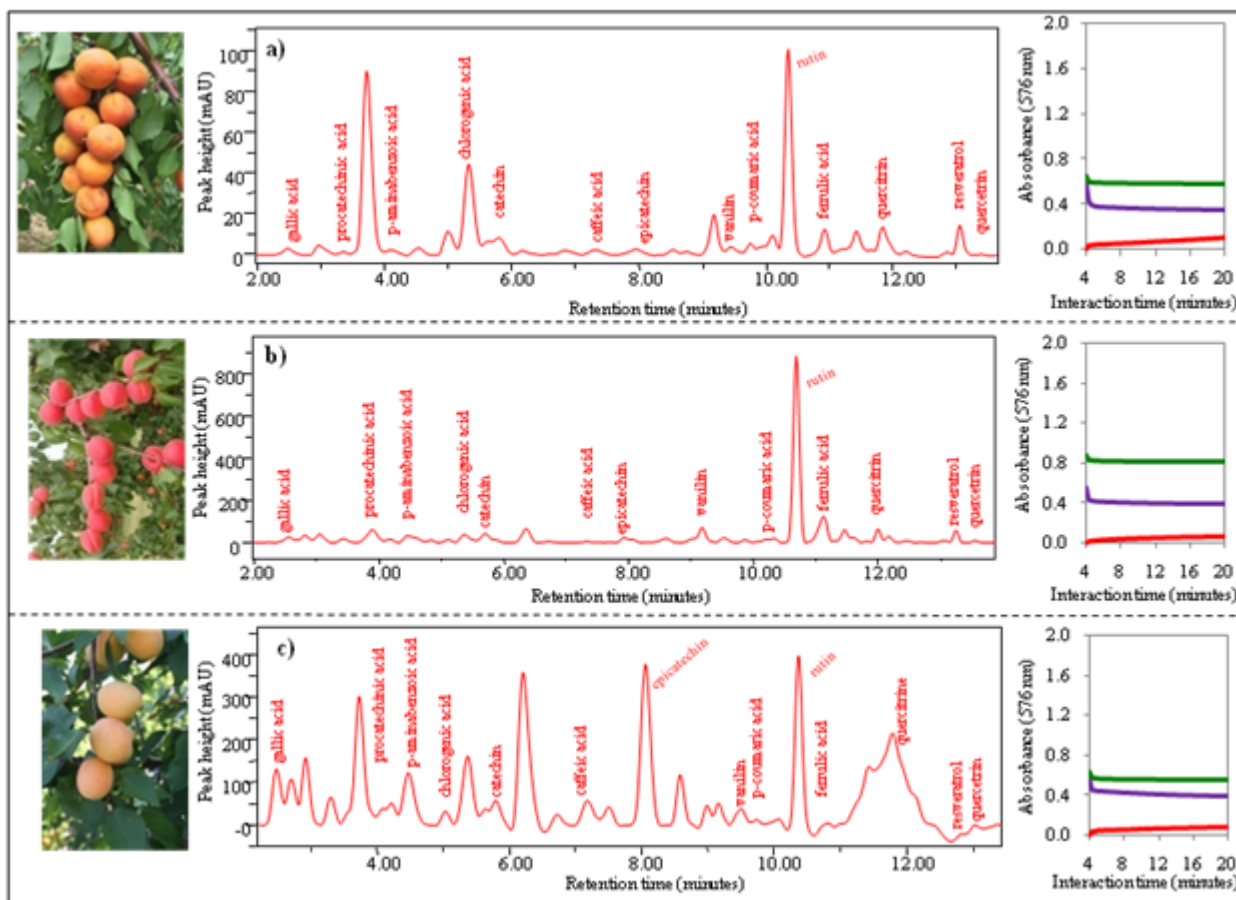 a)
Peak height (mAU)
100
80
60
40
20
0
gallic acid
procatechinic acid
p-aminabenzoic acid
chlorogenic acid
catechin
caffeic acid
epicatechin
vanilin
p-coumaric acid
rutin
ferrulic acid
quercitrin
resveratrol
quercetrin
2.00 4.00 6.00 8.00 10.00 12.00
Retention time (minutes)
Absorbance (576 nm)
2.0
1.6
1.2
0.8
0.4
0.0
4 8 12 16 20
Interaction time (minutes)
b)
Peak height (mAU)
800
600
400
200
0
gallic acid
procatechinic acid
p-aminabenzoic acid
chlorogenic acid
catechin
caffeic acid
epicatechin
vanilin
p-coumaric acid
rutin
ferrulic acid
quercitrin
resveratrol
quercetrin
2.00 4.00 6.00 8.00 10.00 12.00
Retention time (minutes)
Absorbance (576 nm)
2.0
1.6
1.2
0.8
0.4
0.0
4 8 12 16 20
Interaction time (minutes)
c)
Peak height (mAU)
400
300
200
100
-0
gallic acid
procatechinic acid
p-aminabenzoic acid
chlorogenic acid
catechin
caffeic acid
epicatechin
vanilin
p-coumaric acid
rutin
ferrulic acid
quercitrine
resveratrol
quercetrin
4.00 6.00 8.00 10.00 12.00
Retention time (minutes)
Absorbance (576 nm)
2.0
1.6
1.2
0.8
0.4
0.0
4 8 12 16 20
Interaction time (minutes)